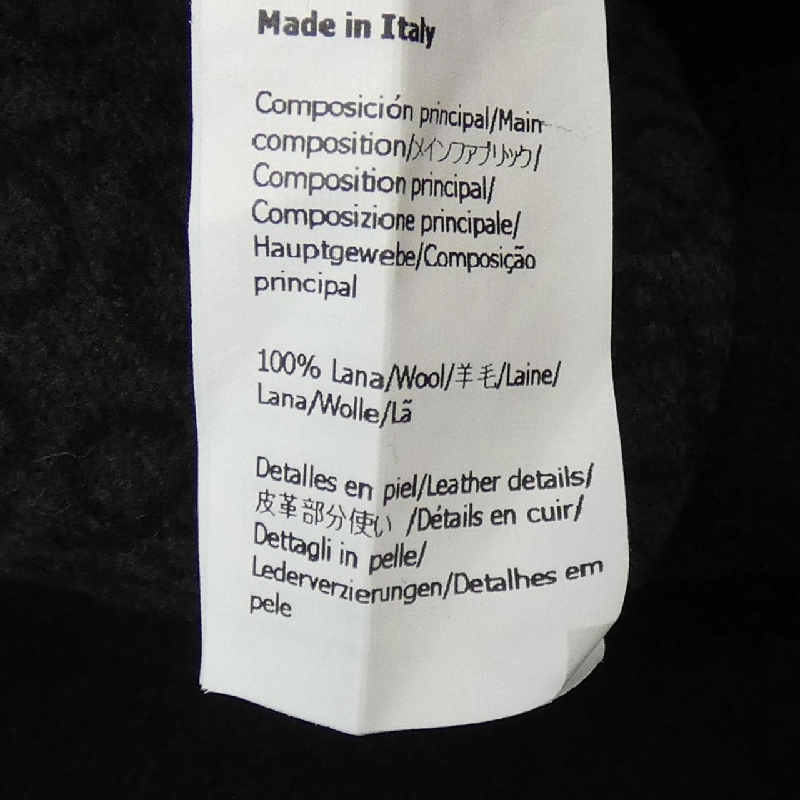 Made in Italy
Composición principal/Main
composition/メインファブリック/
Composition principal/
Composizione principale/
Hauptgewebe/Composição
principal
100% Lana/Wool/羊毛/Laine/
Lana/Wolle/Lã
Detalles en piel/Leather details/
皮革部分使い /Détails en cuir/
Dettagli in pelle/
Lederverzierungen/Detalhes em
pele